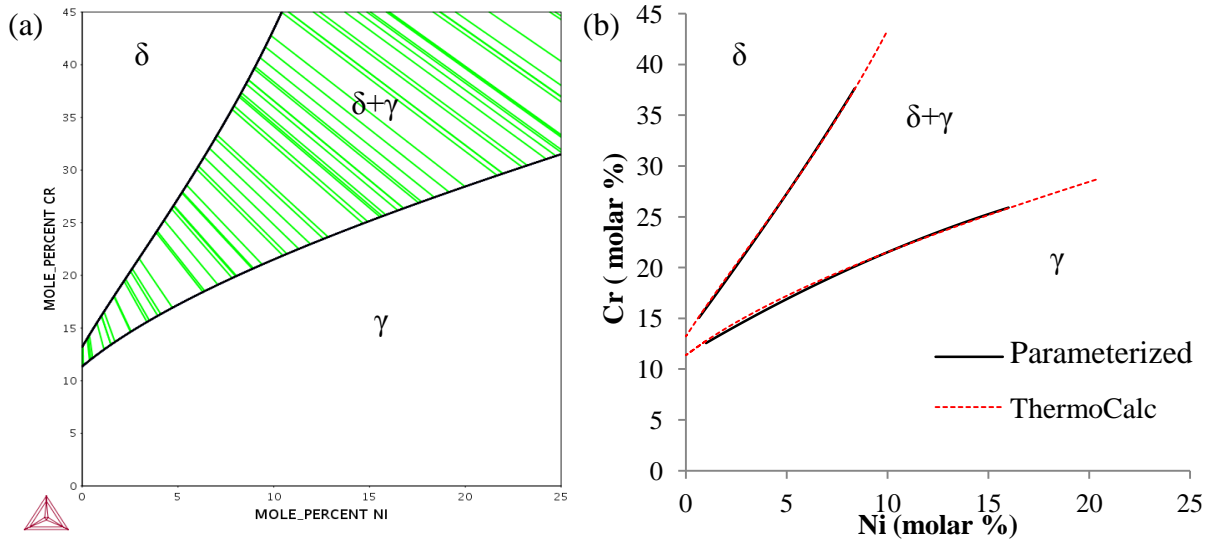 (a)
45
40
35
30
25
20
15
10
5
0
MOLE_PERCENT CR
δ
δ+γ
γ
0 5 10 15 20 25
MOLE_PERCENT NI
(b)
45
40
35
30
25
20
15
10
5
0
Cr ( molar %)
δ
δ+γ
γ
Parameterized
ThermoCalc
0 5 10 15 20 25
Ni (molar %)